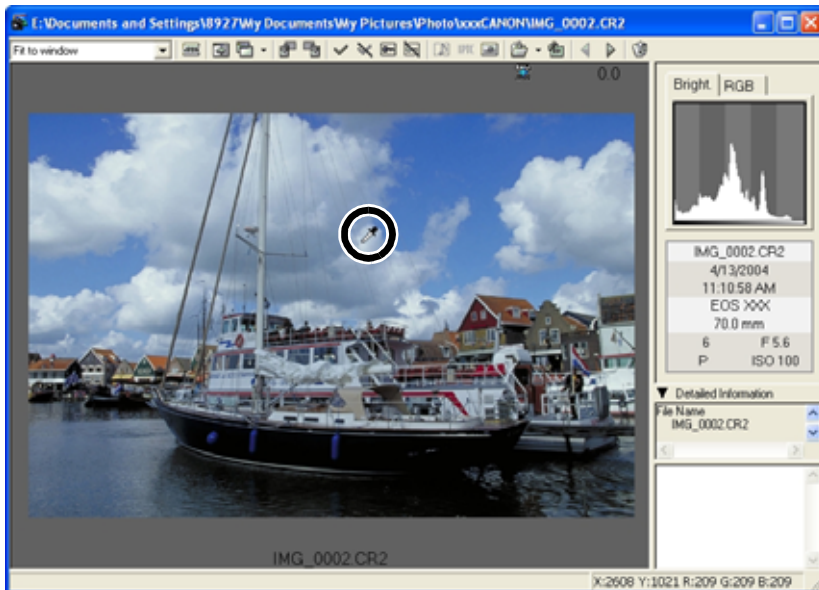 E:\Documents and Settings\8927\My Documents\My Pictures\Photo\xxxCANON\IMG_0002.CR2
Fit to window
0.0
Bright. RGB
IMG_0002.CR2
4/13/2004
11:10:58 AM
EOS XXX
70.0 mm
6 F 5.6
P ISO 100
Detailed Information
File Name
IMG_0002.CR2
IMG_0002.CR2
X:2608 Y:1021 R:209 G:209 B:209